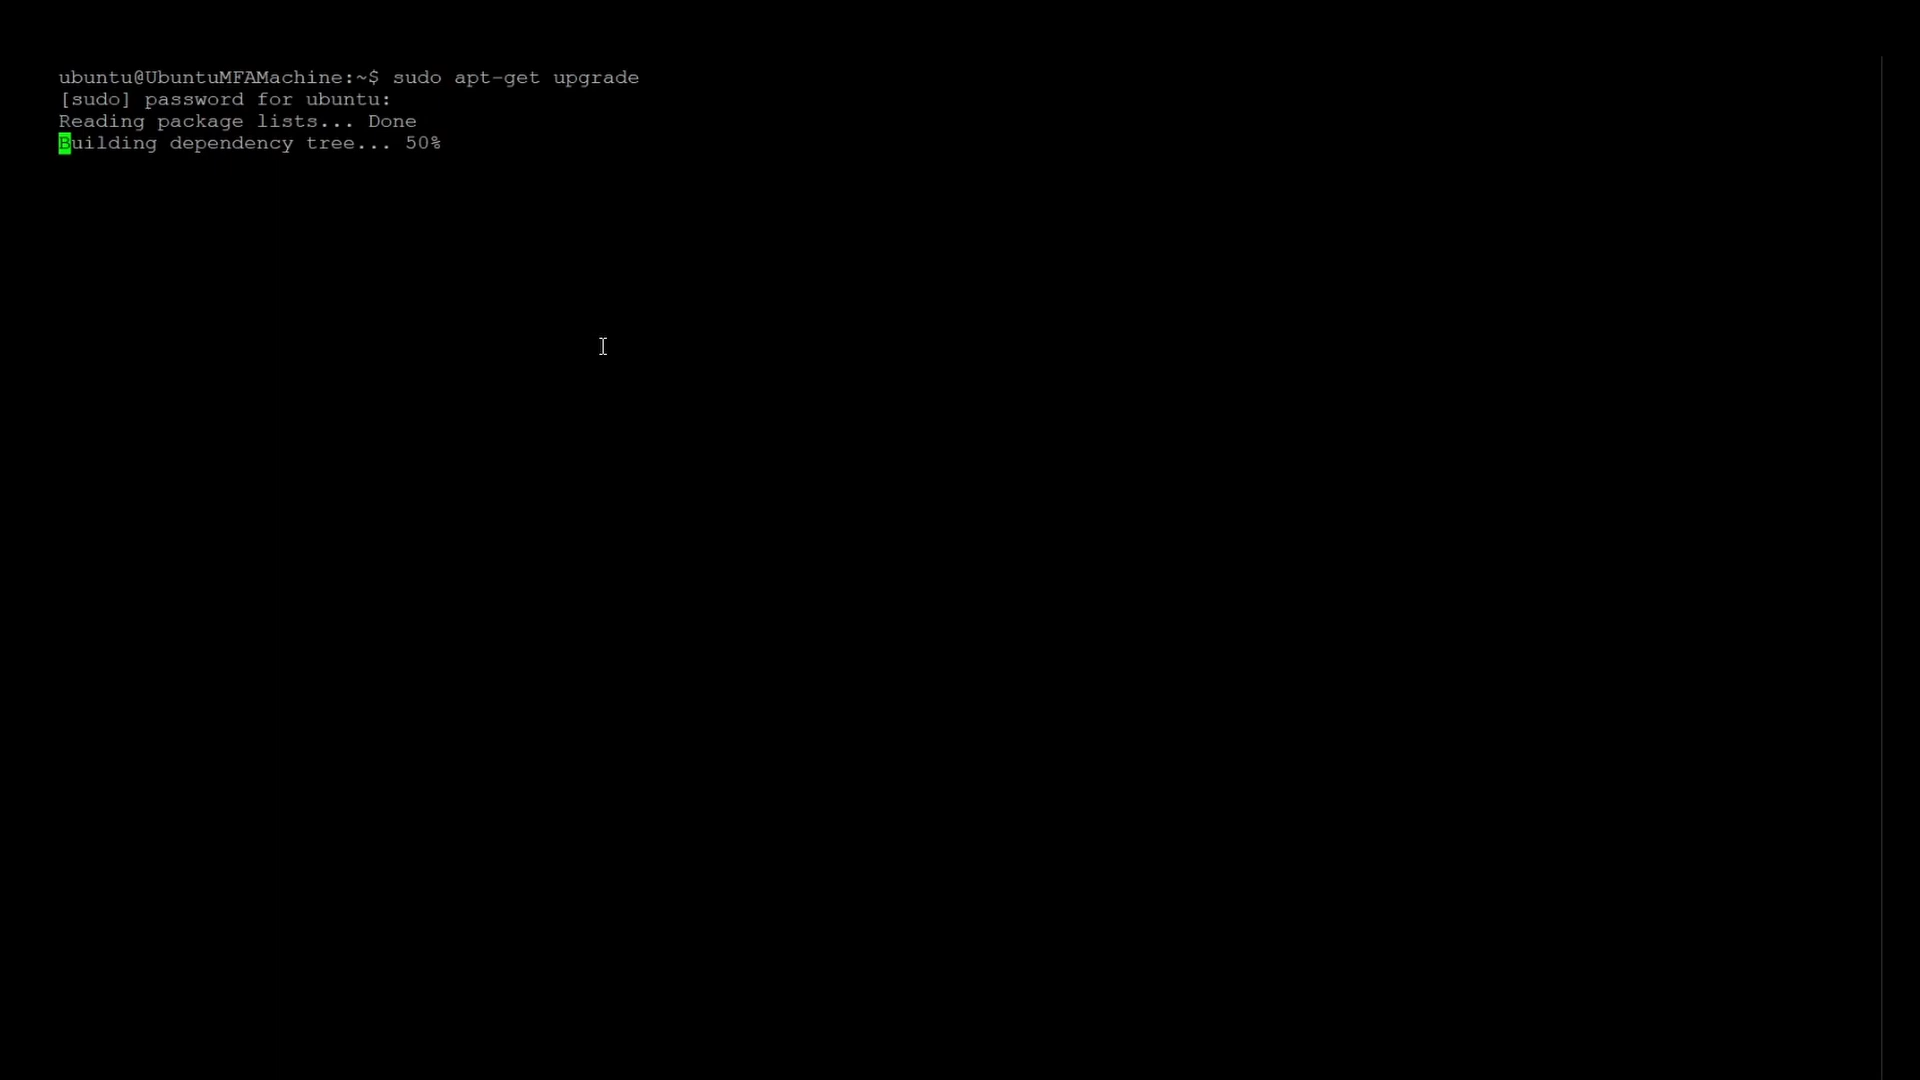 ubuntu@UbuntuMFAMachine:~$ sudo apt-get upgrade
[sudo] password for ubuntu:
Reading package lists... Done
Building dependency tree... 50%